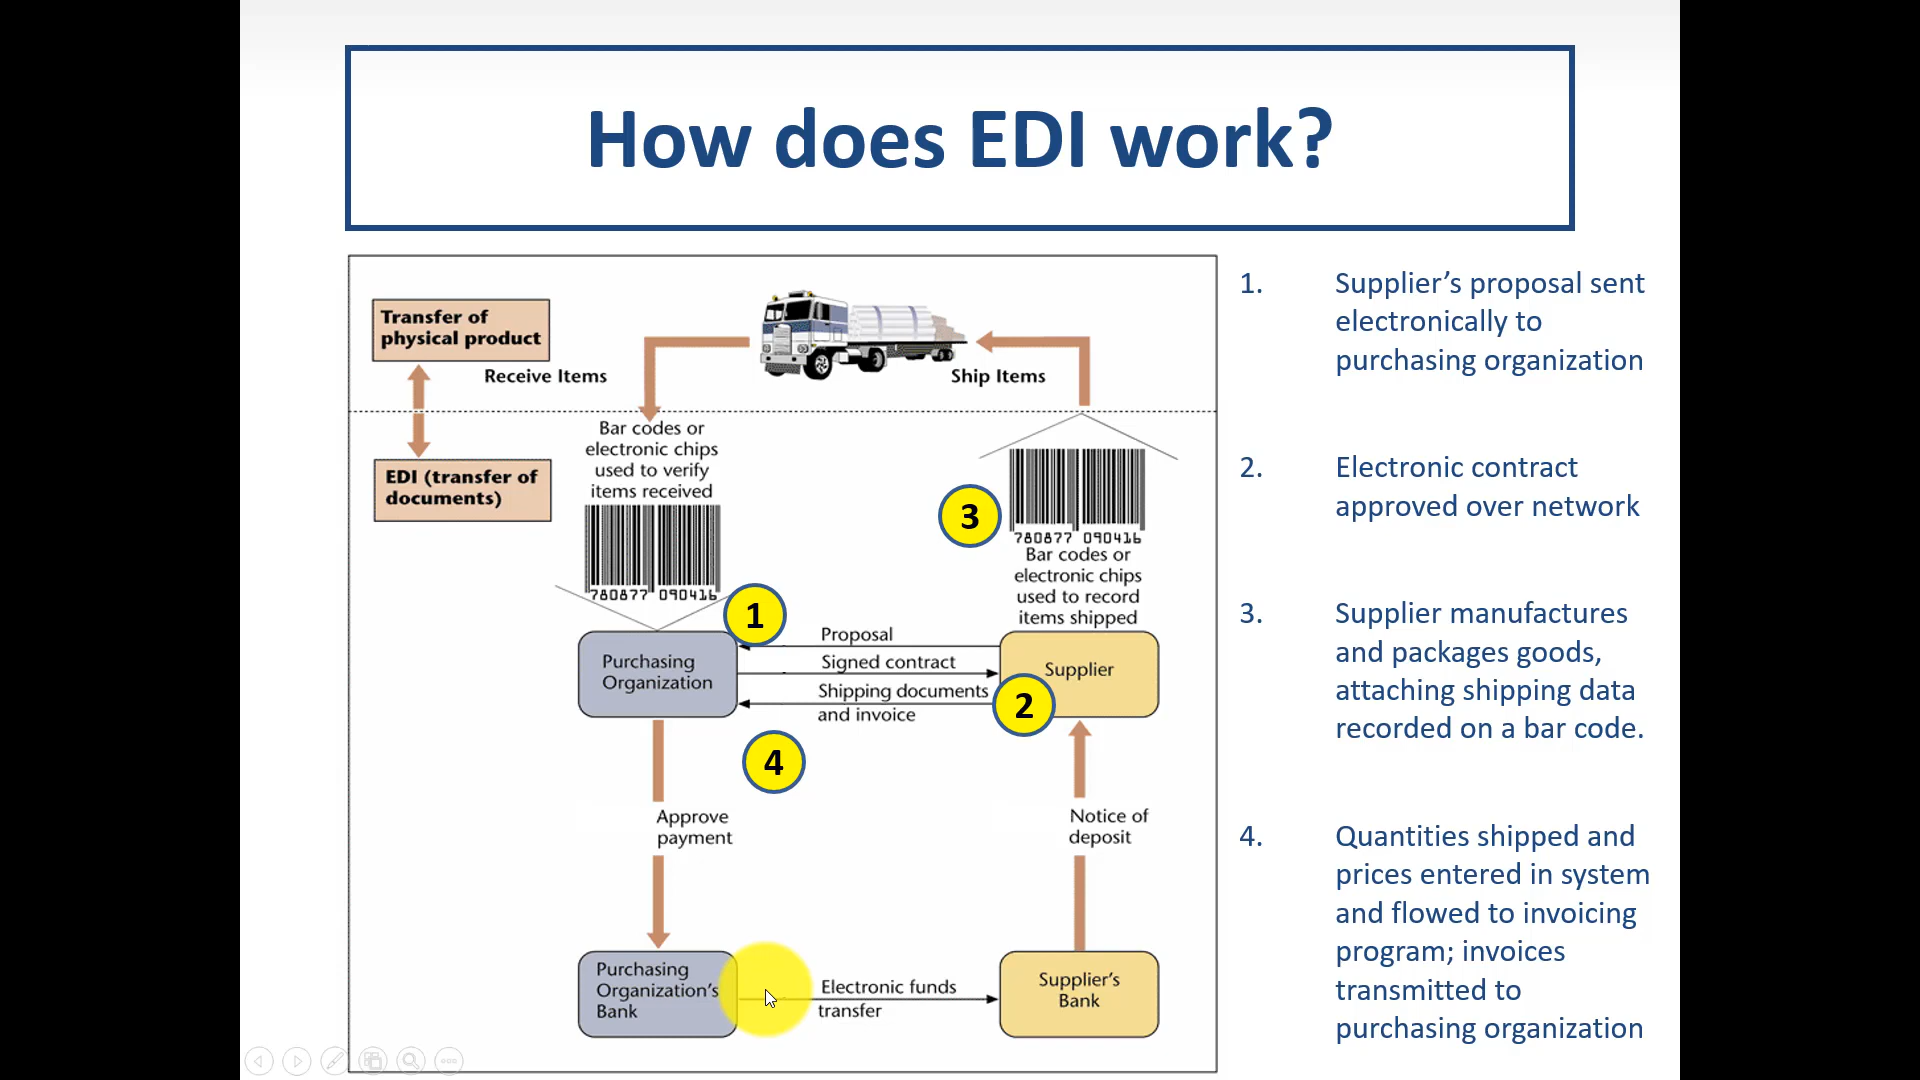 How does EDI work?
Transfer of
physical product
Receive Items
Ship Items
EDI (transfer of
documents)
Bar codes or
electronic chips
used to verify
items received
780877 090416
3
780877 090416
Bar codes or
electronic chips
used to record
items shipped
1
Purchasing
Organization
Proposal
Signed contract
Shipping documents
and invoice
Supplier
2
4
Approve
payment
Notice of
deposit
Purchasing
Organization's
Bank
Electronic funds
transfer
Supplier's
Bank
1. Supplier’s proposal sent
electronically to
purchasing organization
2. Electronic contract
approved over network
3. Supplier manufactures
and packages goods,
attaching shipping data
recorded on a bar code.
4. Quantities shipped and
prices entered in system
and flowed to invoicing
program; invoices
transmitted to
purchasing organization